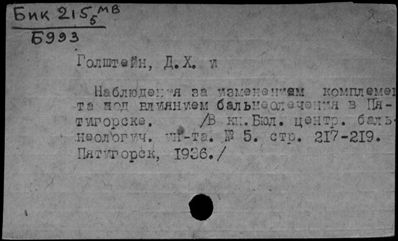 Бик 215 МВ
5
Б993
Голштейн, Д.Х. и
Наблюдения за изменением комплеме
та под влиянием бальнеолечения в Пя-
тигорске. /В кн.Бюл. центр. баль
неологич. ин-та. № 5. стр. 217-219.
Пятигорск, 1936./